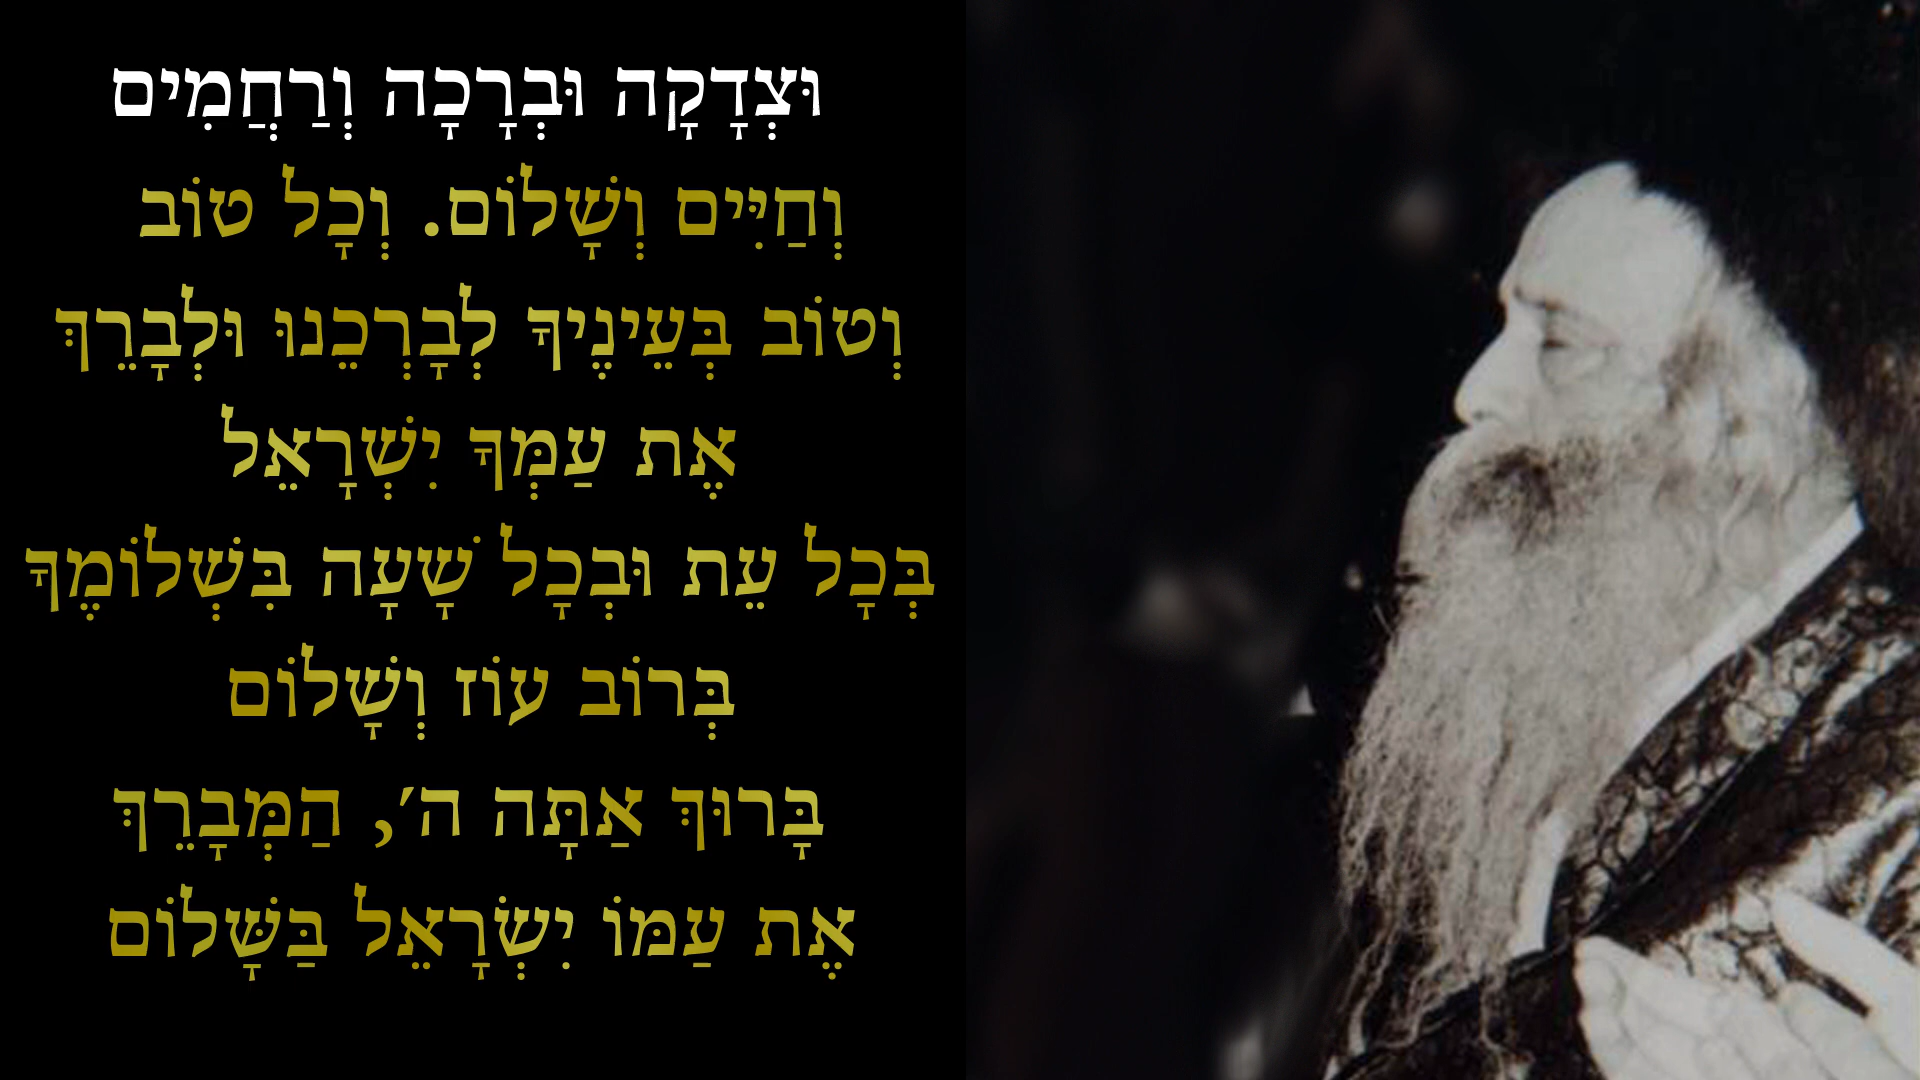 וּצְדָקָה וּבְרָכָה וְרַחֲמִים
וְחַיִּים וְשָׁלוֹם. וְכָל טוֹב
וְטוֹב בְּעֵינֶיךָ לְבָרְכֵנוּ וּלְבָרֵךְ
אֶת עַמְּךָ יִשְׁרָאֵל
בְּכָל עֵת וּבְכָל שָׁעָה בִּשְׁלוֹמֶךָ
בְּרוֹב עוֹז וְשָׁלוֹם
בָּרוּךְ אַתָּה ה', הַמְּבָרֵךְ
אֶת עַמּוֹ יִשְׂרָאֵל בַּשָּׁלוֹם